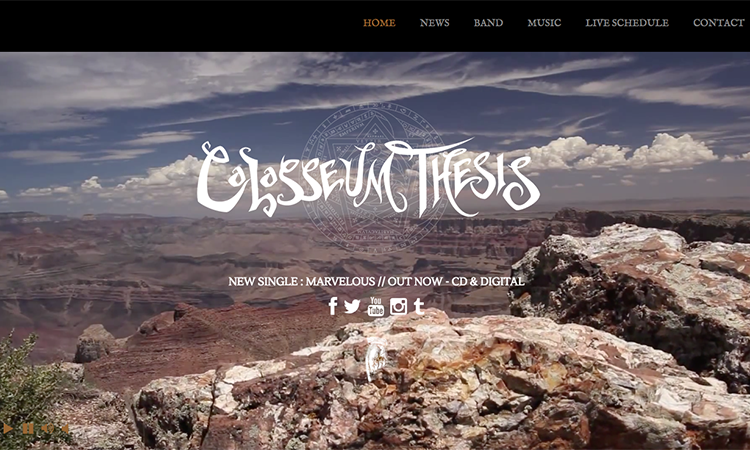 HOME NEWS BAND MUSIC LIVE SCHEDULE CONTACT
COLOSSEUM THESIS
NEW SINGLE : MARVELOUS // OUT NOW - CD & DIGITAL
f You Tube t